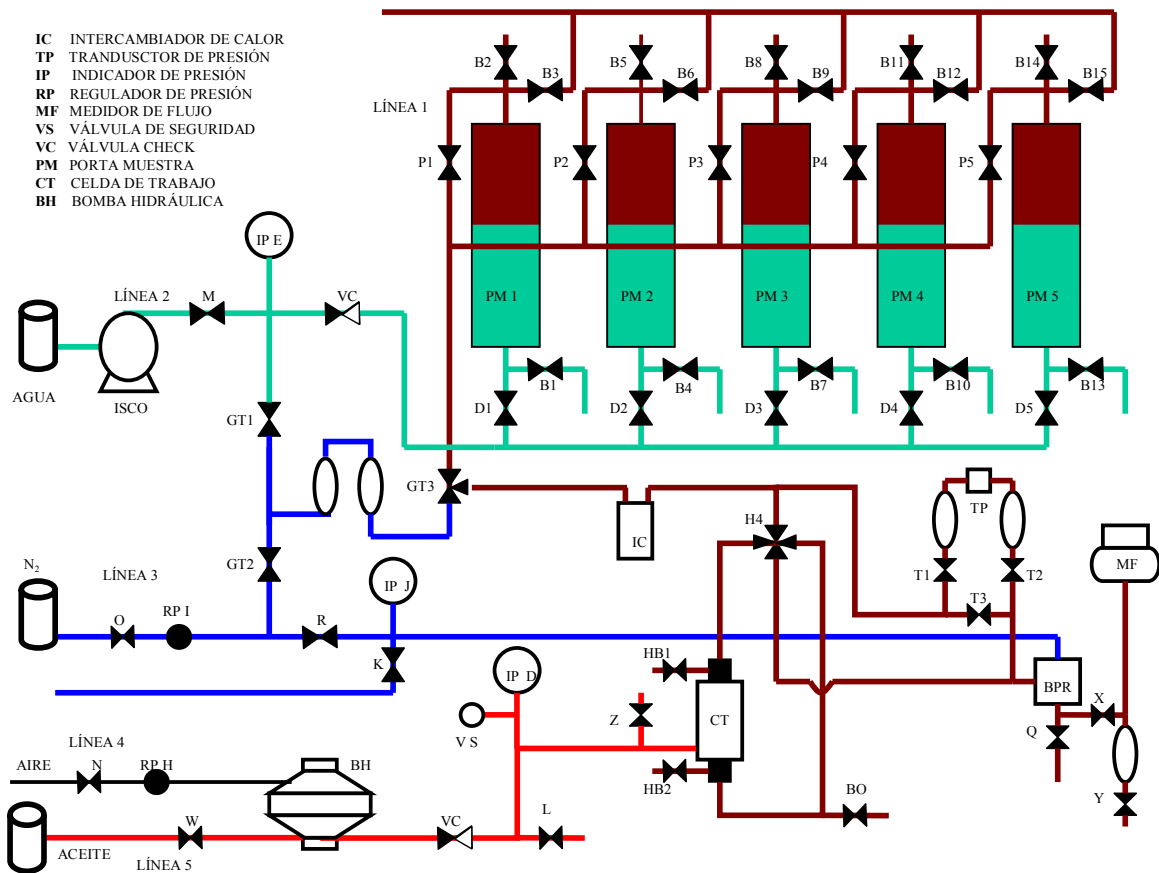 IC INTERCAMBIADOR DE CALOR
TP TRANDUSCTOR DE PRESIÓN
IP INDICADOR DE PRESIÓN
RP REGULADOR DE PRESIÓN
MF MEDIDOR DE FLUJO
VS VÁLVULA DE SEGURIDAD
VC VÁLVULA CHECK
PM PORTA MUESTRA
CT CELDA DE TRABAJO
BH BOMBA HIDRÁULICA
LÍNEA 1
B2
B3
B5
B6
B8
B9
B11
B12
B14
B15
P1
P2
P3
P4
P5
IP E
PM 1
PM 2
PM 3
PM 4
PM 5
LÍNEA 2
M
VC
AGUA
ISCO
B1
B4
B7
B10
B13
D1
D2
D3
D4
D5
GT1
GT3
GT2
IC
H4
TP
T1
T2
T3
MF
N2
LÍNEA 3
O
RP I
R
IP J
K
HB1
IP D
V S
Z
CT
HB2
BPR
X
Q
Y
BO
LÍNEA 4
AIRE
N
RP H
BH
W
VC
L
ACEITE
LÍNEA 5